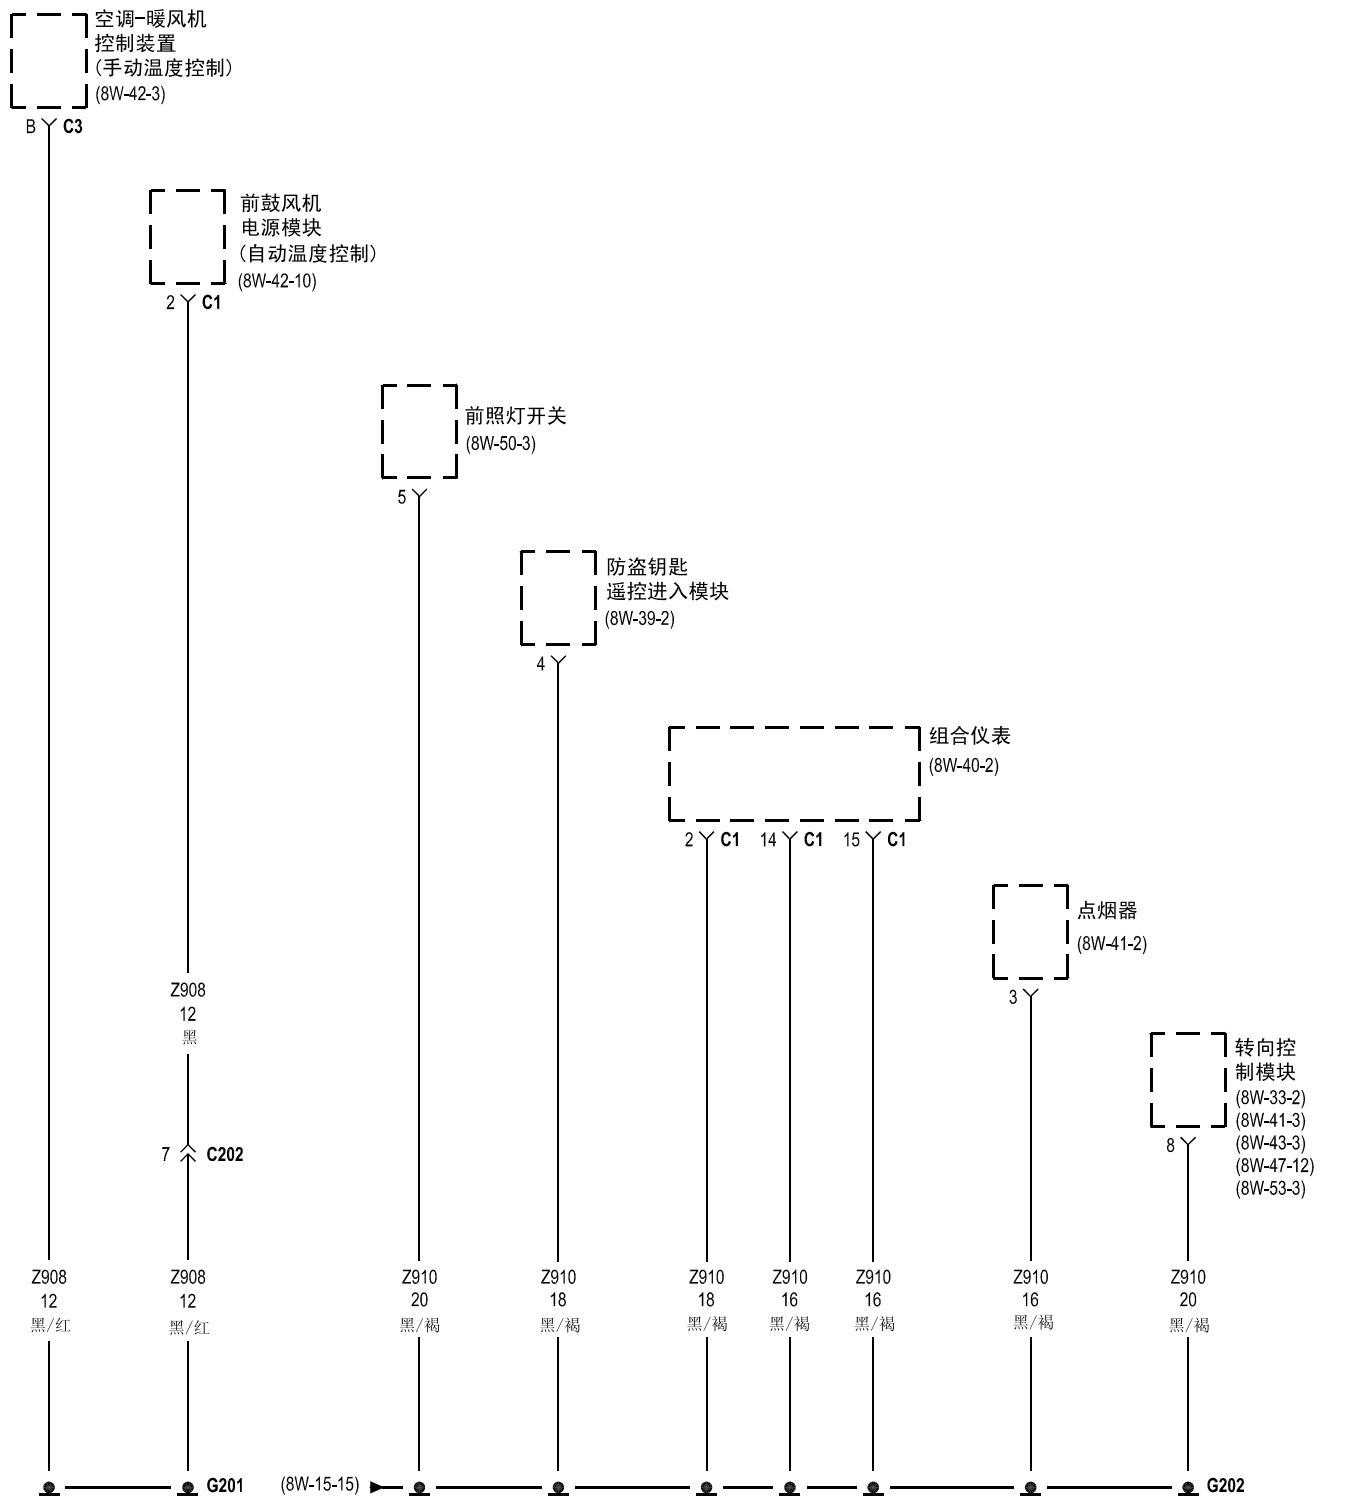 空调-暖风机
控制装置
(手动温度控制)
(8W-42-3)
B C3
前鼓风机
电源模块
(自动温度控制)
(8W-42-10)
2 C1
前照灯开关
(8W-50-3)
5
防盗钥匙
遥控进入模块
(8W-39-2)
4
组合仪表
(8W-40-2)
2 C1 14 C1 15 C1
点烟器
(8W-41-2)
3
Z908
12
黑
转向控
制模块
(8W-33-2)
(8W-41-3)
(8W-43-3)
(8W-47-12)
(8W-53-3)
8
7 C202
Z908 Z908 Z910 Z910 Z910 Z910 Z910 Z910 Z910
12 12 20 18 18 16 16 16 20
黑/红 黑/红 黑/褐 黑/褐 黑/褐 黑/褐 黑/褐 黑/褐 黑/褐
G201 (8W-15-15) G202